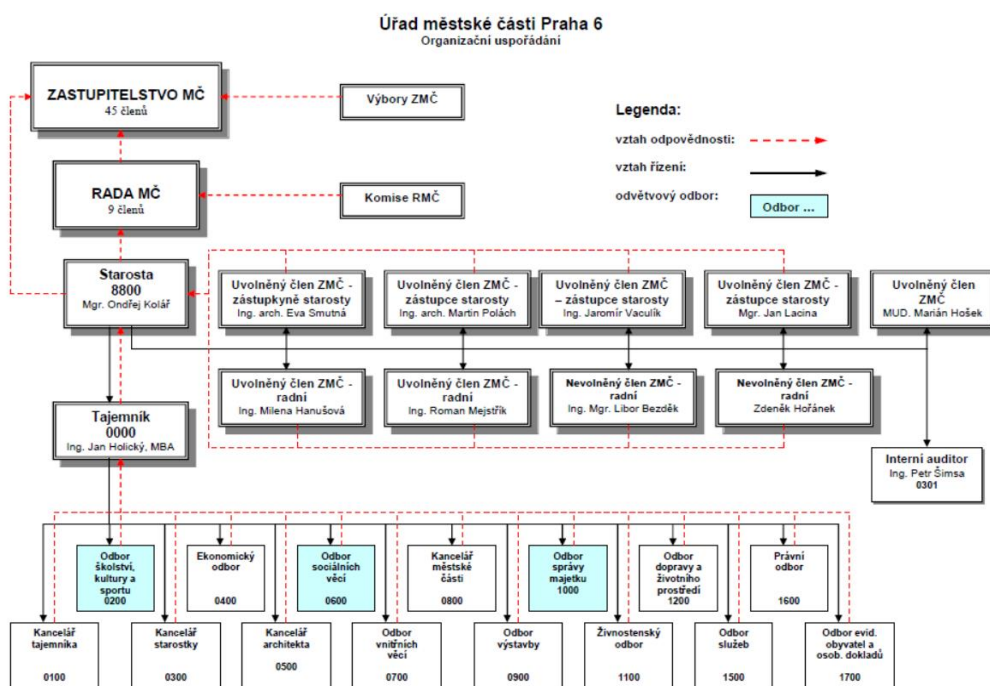 Úřad městské části Praha 6
Organizační uspořádání
ZASTUPITELSTVO MČ
45 členů
Výbory ZMČ
Legenda:
vztah odpovědnosti:
vztah řízení:
odvětvový odbor:
Odbor ...
RADA MČ
9 členů
Komise RMČ
Starosta
8800
Mgr. Ondřej Kolář
Uvolněný člen ZMČ -
zástupkyně starosty
Ing. arch. Eva Smutná
Uvolněný člen ZMČ -
zástupce starosty
Ing. arch. Martin Polách
Uvolněný člen ZMČ
– zástupce starosty
Ing. Jaromír Vaculík
Uvolněný člen ZMČ -
zástupce starosty
Mgr. Jan Lacina
Uvolněný člen
ZMČ
MUD. Marián Hošek
Uvolněný člen ZMČ -
radní
Ing. Milena Hanušová
Uvolněný člen ZMČ -
radní
Ing. Roman Mejstřík
Nevolněný člen ZMČ -
radní
Ing. Mgr. Libor Bezděk
Nevolněný člen ZMČ -
radní
Zdeněk Hořánek
Tajemník
0000
Ing. Jan Holický, MBA
Interní auditor
Ing. Petr Šimsa
0301
Odbor
školství,
kultury a
sportu
0200
Ekonomický
odbor
0400
Odbor
sociálních
věcí
0600
Kancelář
městské
části
0800
Odbor
správy
majetku
1000
Odbor
dopravy a
životního
prostředí
1200
Právní
odbor
1600
Kancelář
tajemníka
0100
Kancelář
starostky
0300
Kancelář
architekta
0500
Odbor
vnitřních
věcí
0700
Odbor
výstavby
0900
Živnostenský
odbor
1100
Odbor
služeb
1500
Odbor evid.
obyvatel a
osob. dokladů
1700